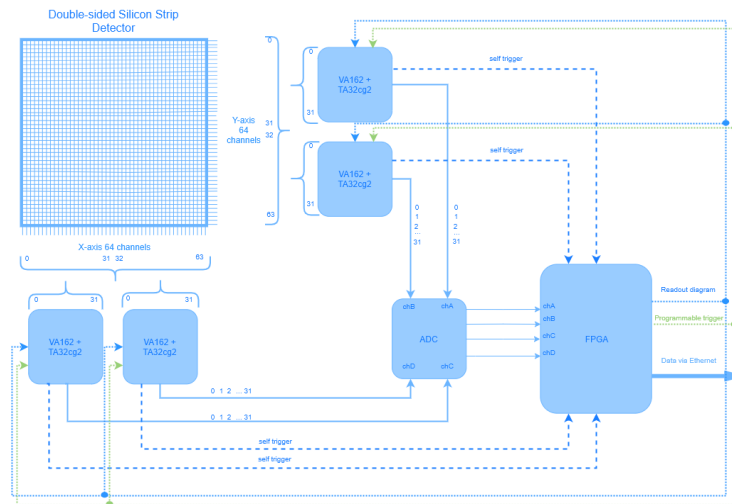 Double-sided Silicon Strip
Detector
0
0
VA162 +
TA32cg2
31
self trigger
Y-axis
64
channels
31
32
0
VA162 +
TA32cg2
31
63
self trigger
0
1
2
...
31
0
1
2
...
31
X-axis 64 channels
0
31
32
63
0
31
0
31
VA162 +
TA32cg2
VA162 +
TA32cg2
chB
chA
ADC
chD
chC
chA
chB
chC
chD
FPGA
Readout diagram
Programmable trigger
Data via Ethernet
0 1 2 ... 31
0 1 2 ... 31
self trigger
self trigger